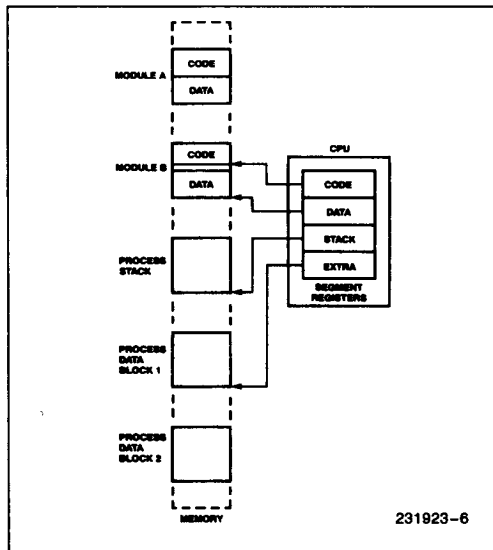 MODULE A
CODE
DATA
MODULE B
CODE
DATA
CPU
CODE
DATA
STACK
EXTRA
SEGMENT
REGISTERS
PROCESS
STACK
PROCESS
DATA
BLOCK 1
PROCESS
DATA
BLOCK 2
MEMORY
231923-6